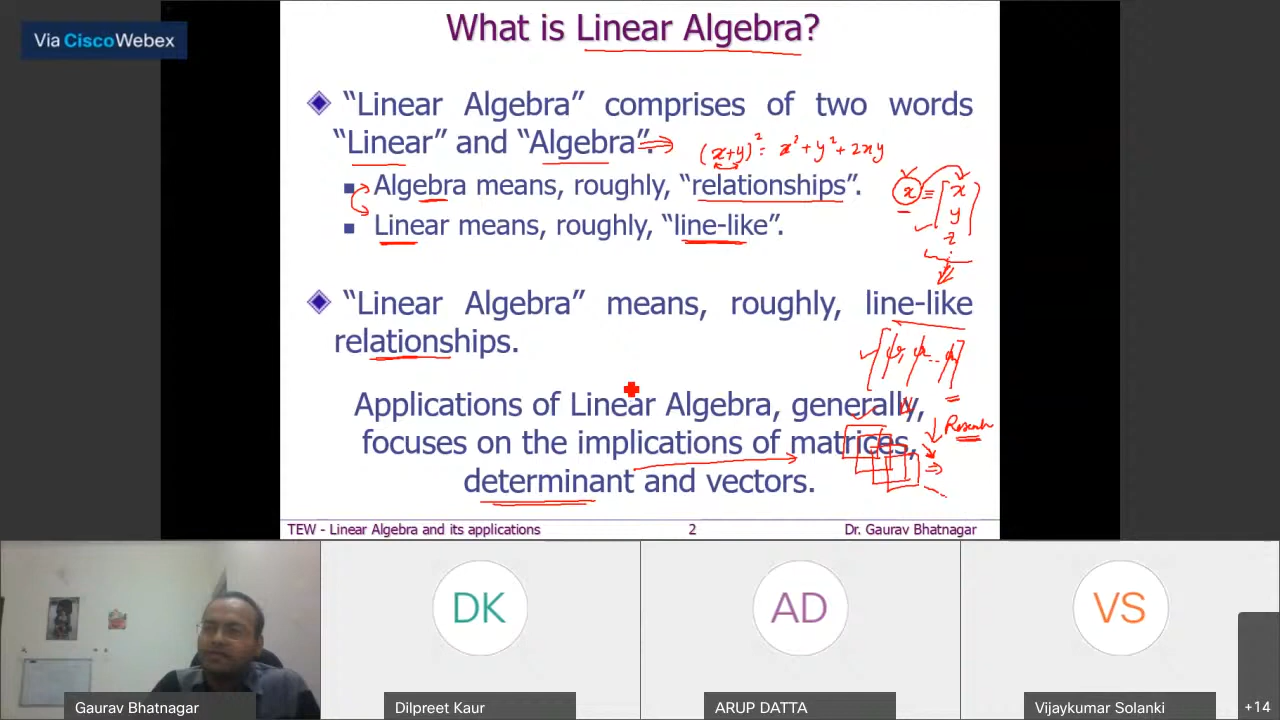 Via CiscoWebex
What is Linear Algebra?
“Linear Algebra” comprises of two words
“Linear” and “Algebra”.
(x+y)² = x² + y² + 2xy
Algebra means, roughly, “relationships”.
x ≡ [x
y
z
Linear means, roughly, “line-like”.
“Linear Algebra” means, roughly, line-like
relationships.
Applications of Linear Algebra, generally,
focuses on the implications of matrices,
determinant and vectors.
TEW - Linear Algebra and its applications 2 Dr. Gaurav Bhatnagar
DK AD VS
Gaurav Bhatnagar Dilpreet Kaur ARUP DATTA Vijaykumar Solanki +14